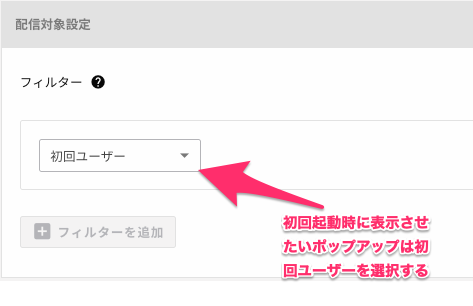 配信対象設定
フィルター ?
初回ユーザー
フィルターを追加
初回起動時に表示させ
たいポップアップは初
回ユーザーを選択する